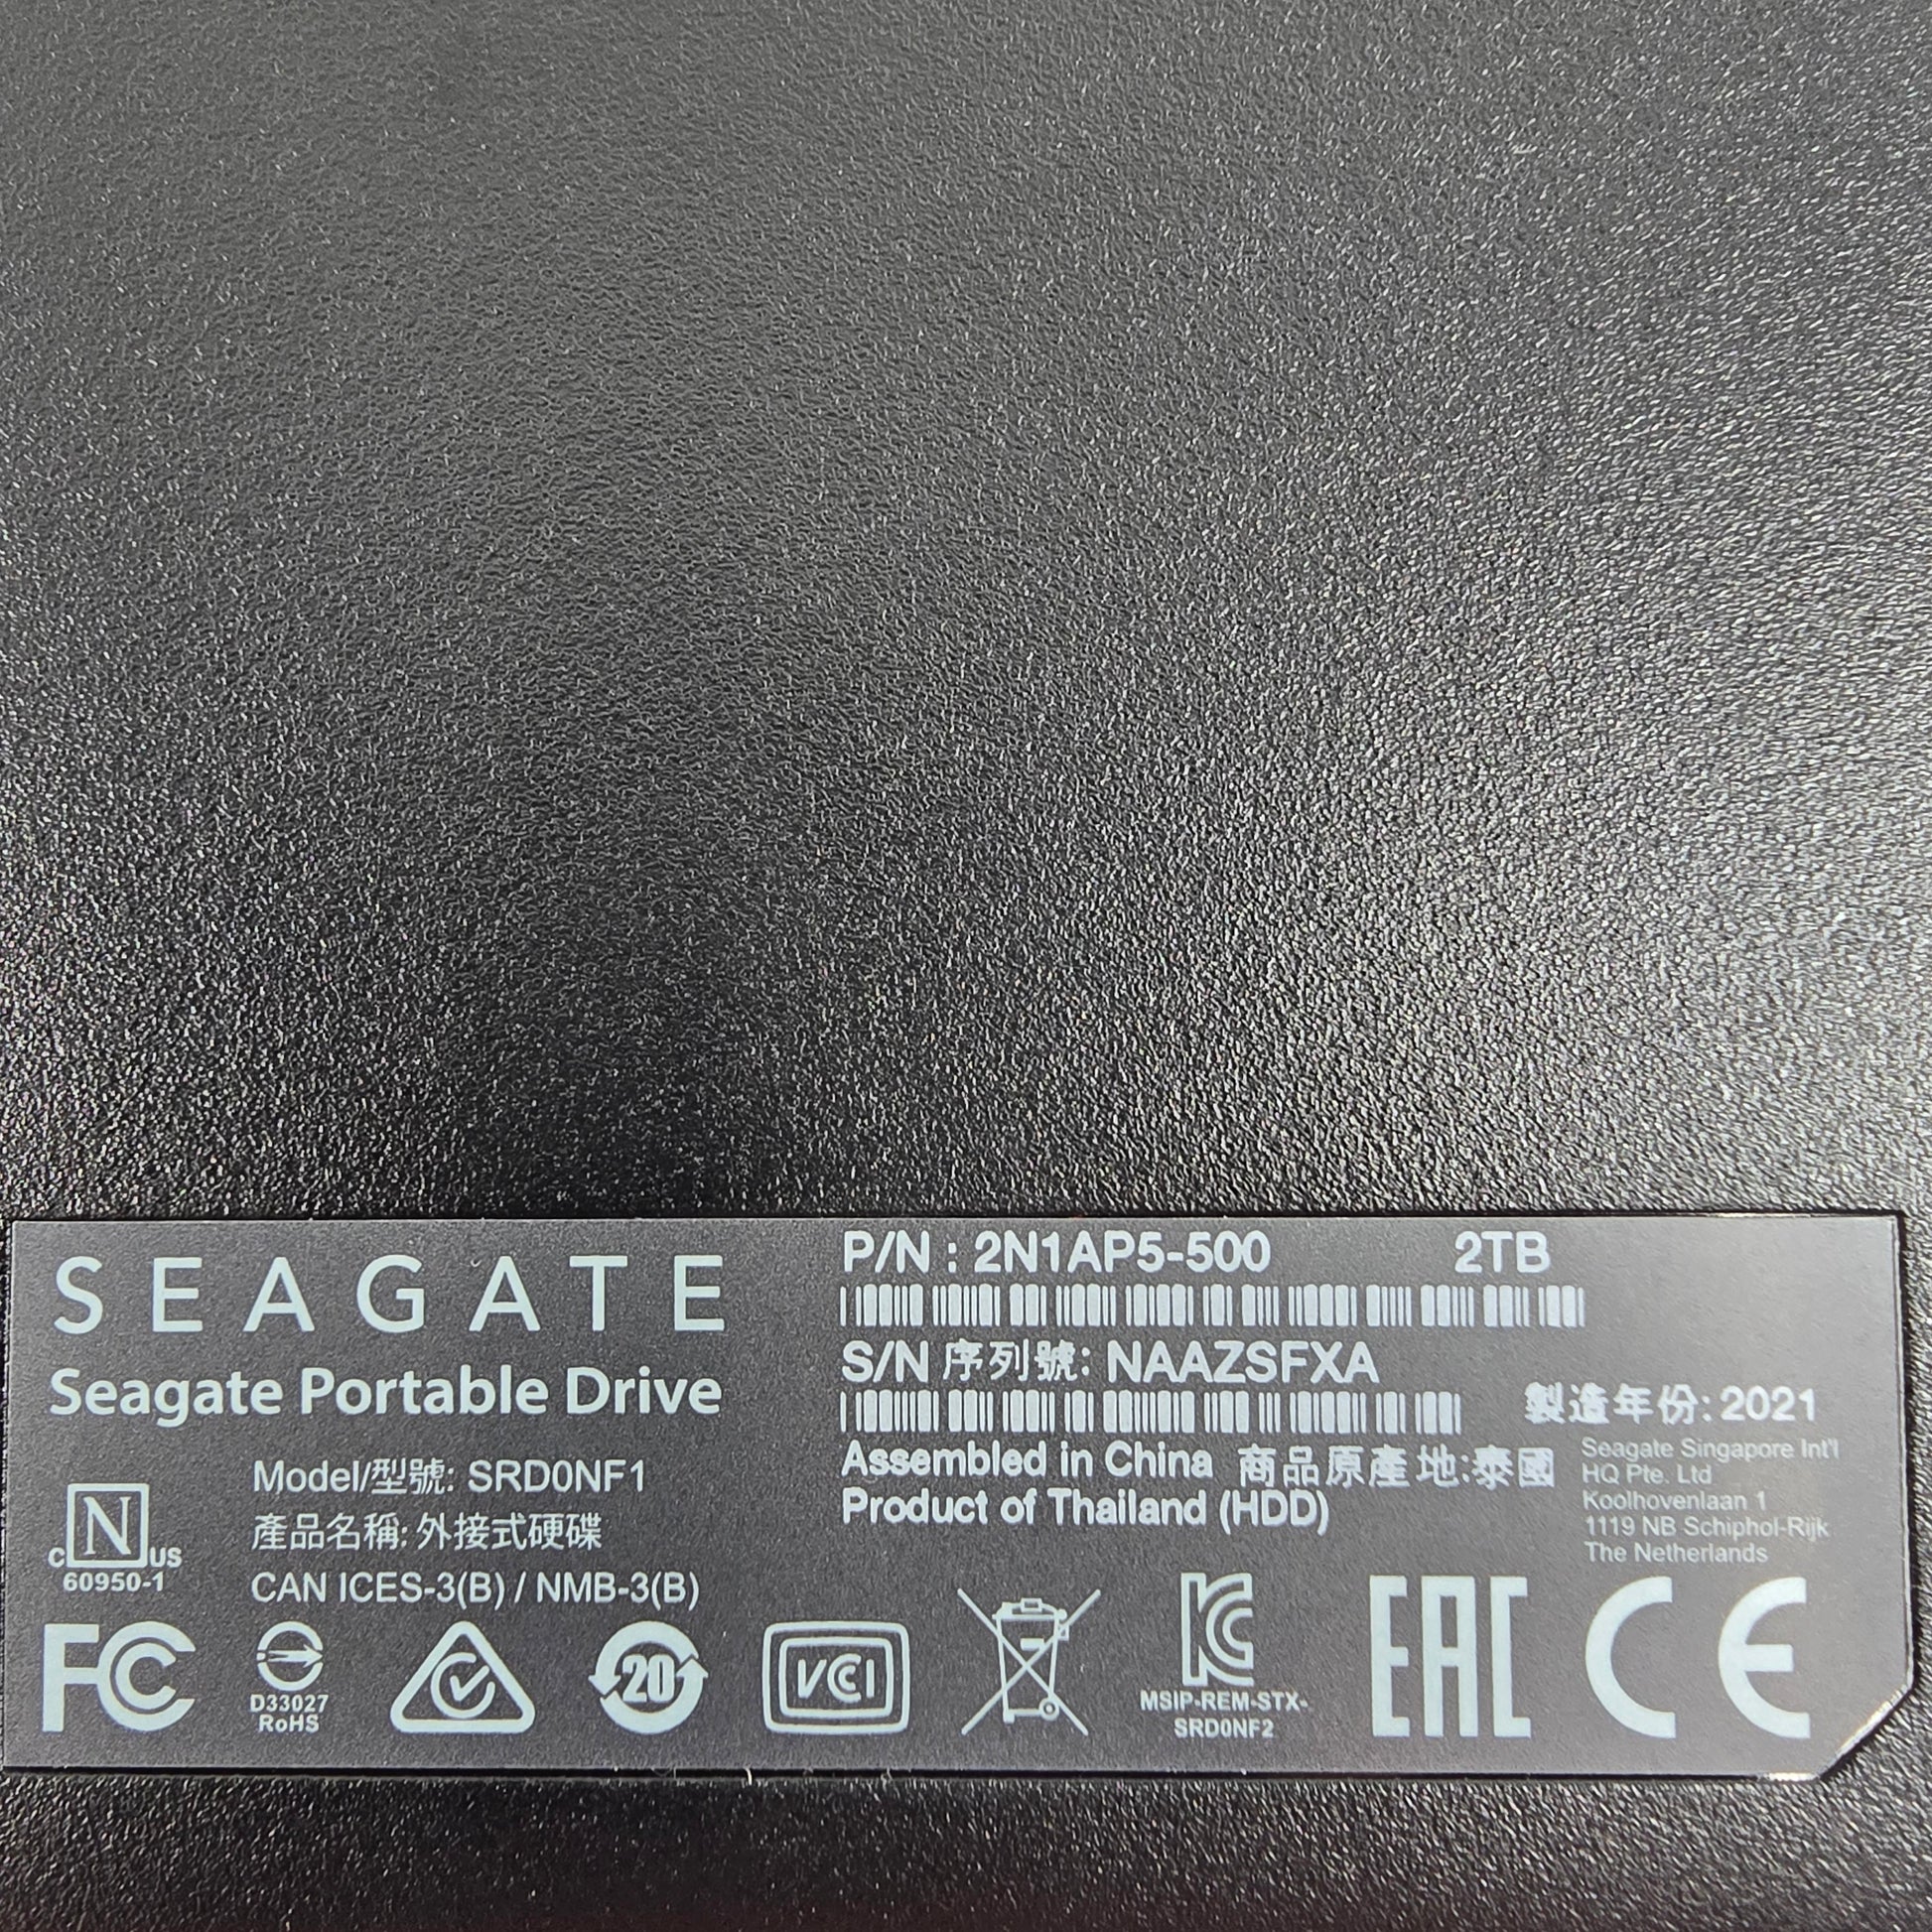 SEAGATE
Seagate Portable Drive
Model/型號: SRD0NF1
產品名稱: 外接式硬碟
CAN ICES-3(B) / NMB-3(B)
N
C US
60950-1
P/N : 2N1AP5-500 2TB
S/N 序列號: NAAZSFXA
製造年份: 2021
Assembled in China 商品原產地:泰國
Product of Thailand (HDD)
Seagate Singapore Int'l
HQ Pte. Ltd
Koolhovenlaan 1
1119 NB Schiphol-Rijk
The Netherlands
FC
D33027
RoHS
20
VCI
KC
MSIP-REM-STX-
SRD0NF2
EAC
CE